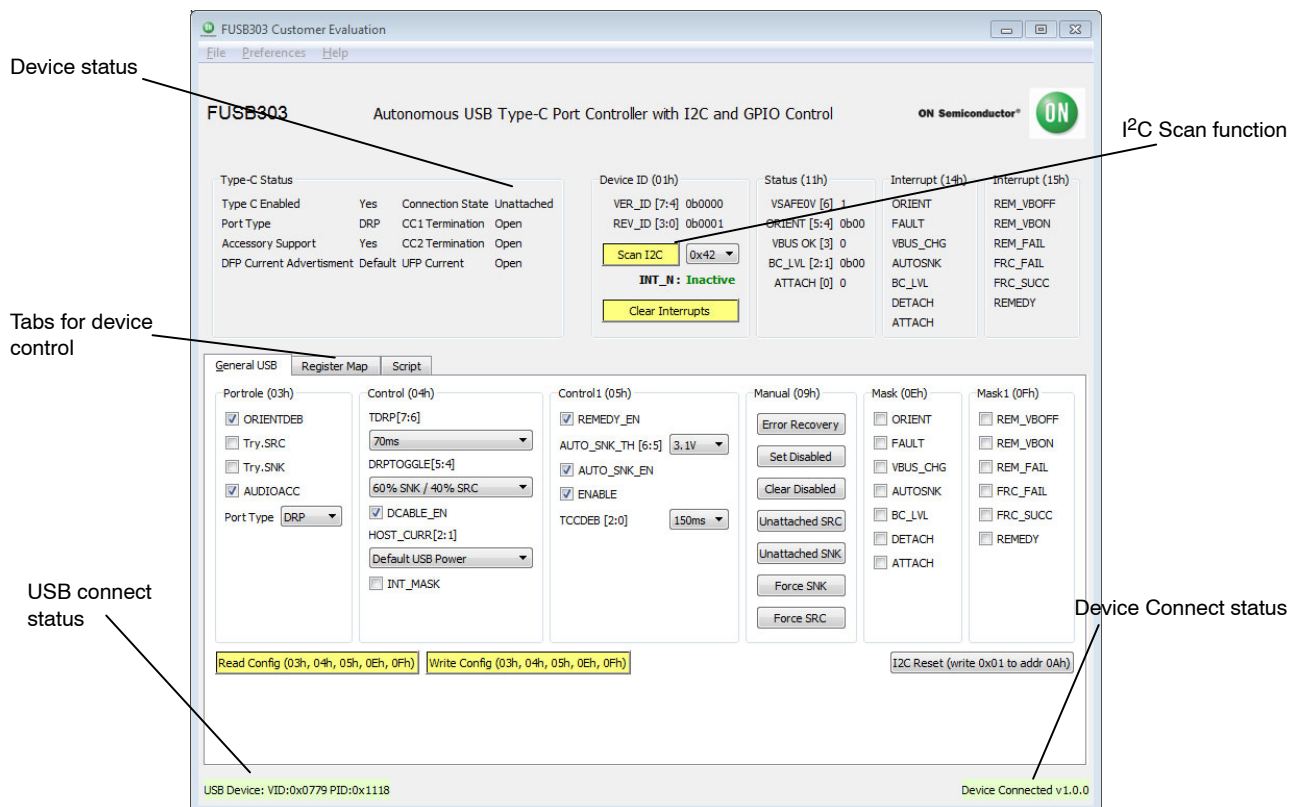 FUSB303 Customer Evaluation
File Preferences Help
Device status
FUSB303
Autonomous USB Type-C Port Controller with I2C and GPIO Control
ON Semiconductor®
ON
I2C Scan function
Type-C Status
Type C Enabled Yes Connection State Unattached
Port Type DRP CC1 Termination Open
Accessory Support Yes CC2 Termination Open
DFP Current Advertisment Default UFP Current Open
Device ID (01h)
VER_ID [7:4] 0b0000
REV_ID [3:0] 0b0001
Scan I2C 0x42
INT_N : Inactive
Clear Interrupts
Status (11h)
VSAFE0V [6] 1
ORIENT [5:4] 0b00
VBUS OK [3] 0
BC_LVL [2:1] 0b00
ATTACH [0] 0
Interrupt (14h)
ORIENT
FAULT
VBUS_CHG
AUTOSNK
BC_LVL
DETACH
ATTACH
Interrupt (15h)
REM_VBOFF
REM_VBON
REM_FAIL
FRC_FAIL
FRC_SUCC
REMEDY
Tabs for device
control
General USB Register Map Script
Portrole (03h)
ORIENTDEB
Try.SRC
Try.SNK
AUDIOACC
Port Type DRP
Control (04h)
TDRP[7:6]
70ms
DRPTOGGLE[5:4]
60% SNK / 40% SRC
DCABLE_EN
HOST_CURR[2:1]
Default USB Power
INT_MASK
Control1 (05h)
REMEDY_EN
AUTO_SNK_TH [6:5] 3.1V
AUTO_SNK_EN
ENABLE
TCCDEB [2:0] 150ms
Manual (09h)
Error Recovery
Set Disabled
Clear Disabled
Unattached SRC
Unattached SNK
Force SNK
Force SRC
Mask (0Eh)
ORIENT
FAULT
VBUS_CHG
AUTOSNK
BC_LVL
DETACH
ATTACH
Mask1 (0Fh)
REM_VBOFF
REM_VBON
REM_FAIL
FRC_FAIL
FRC_SUCC
REMEDY
USB connect
status
Device Connect status
Read Config (03h, 04h, 05h, 0Eh, 0Fh) Write Config (03h, 04h, 05h, 0Eh, 0Fh) I2C Reset (write 0x01 to addr 0Ah)
USB Device: VID:0x0779 PID:0x1118
Device Connected v1.0.0